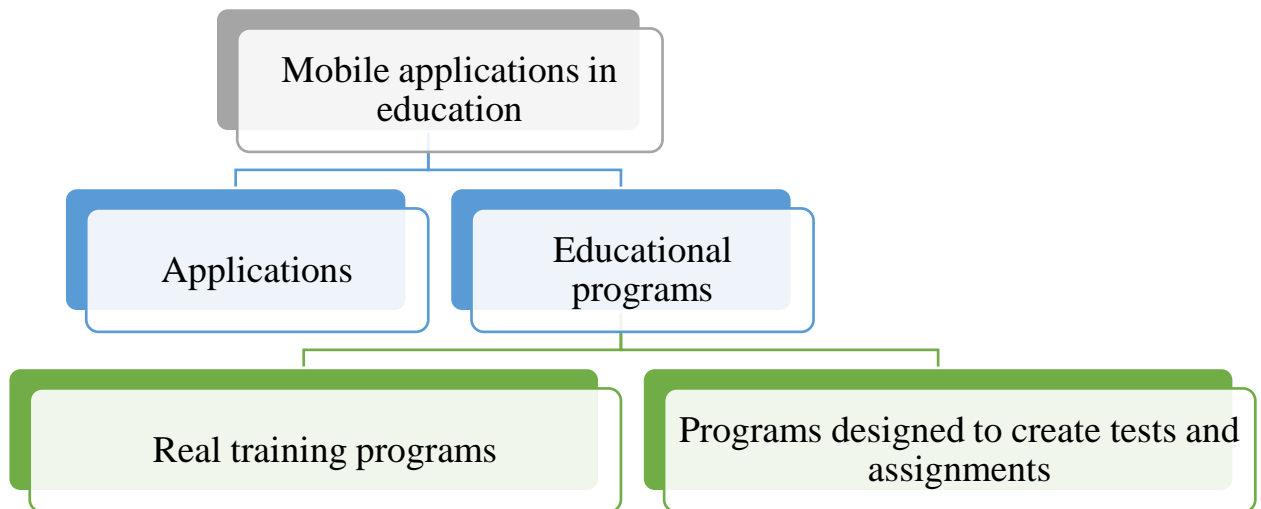 Mobile applications in
education
Applications
Educational
programs
Real training programs
Programs designed to create tests and
assignments